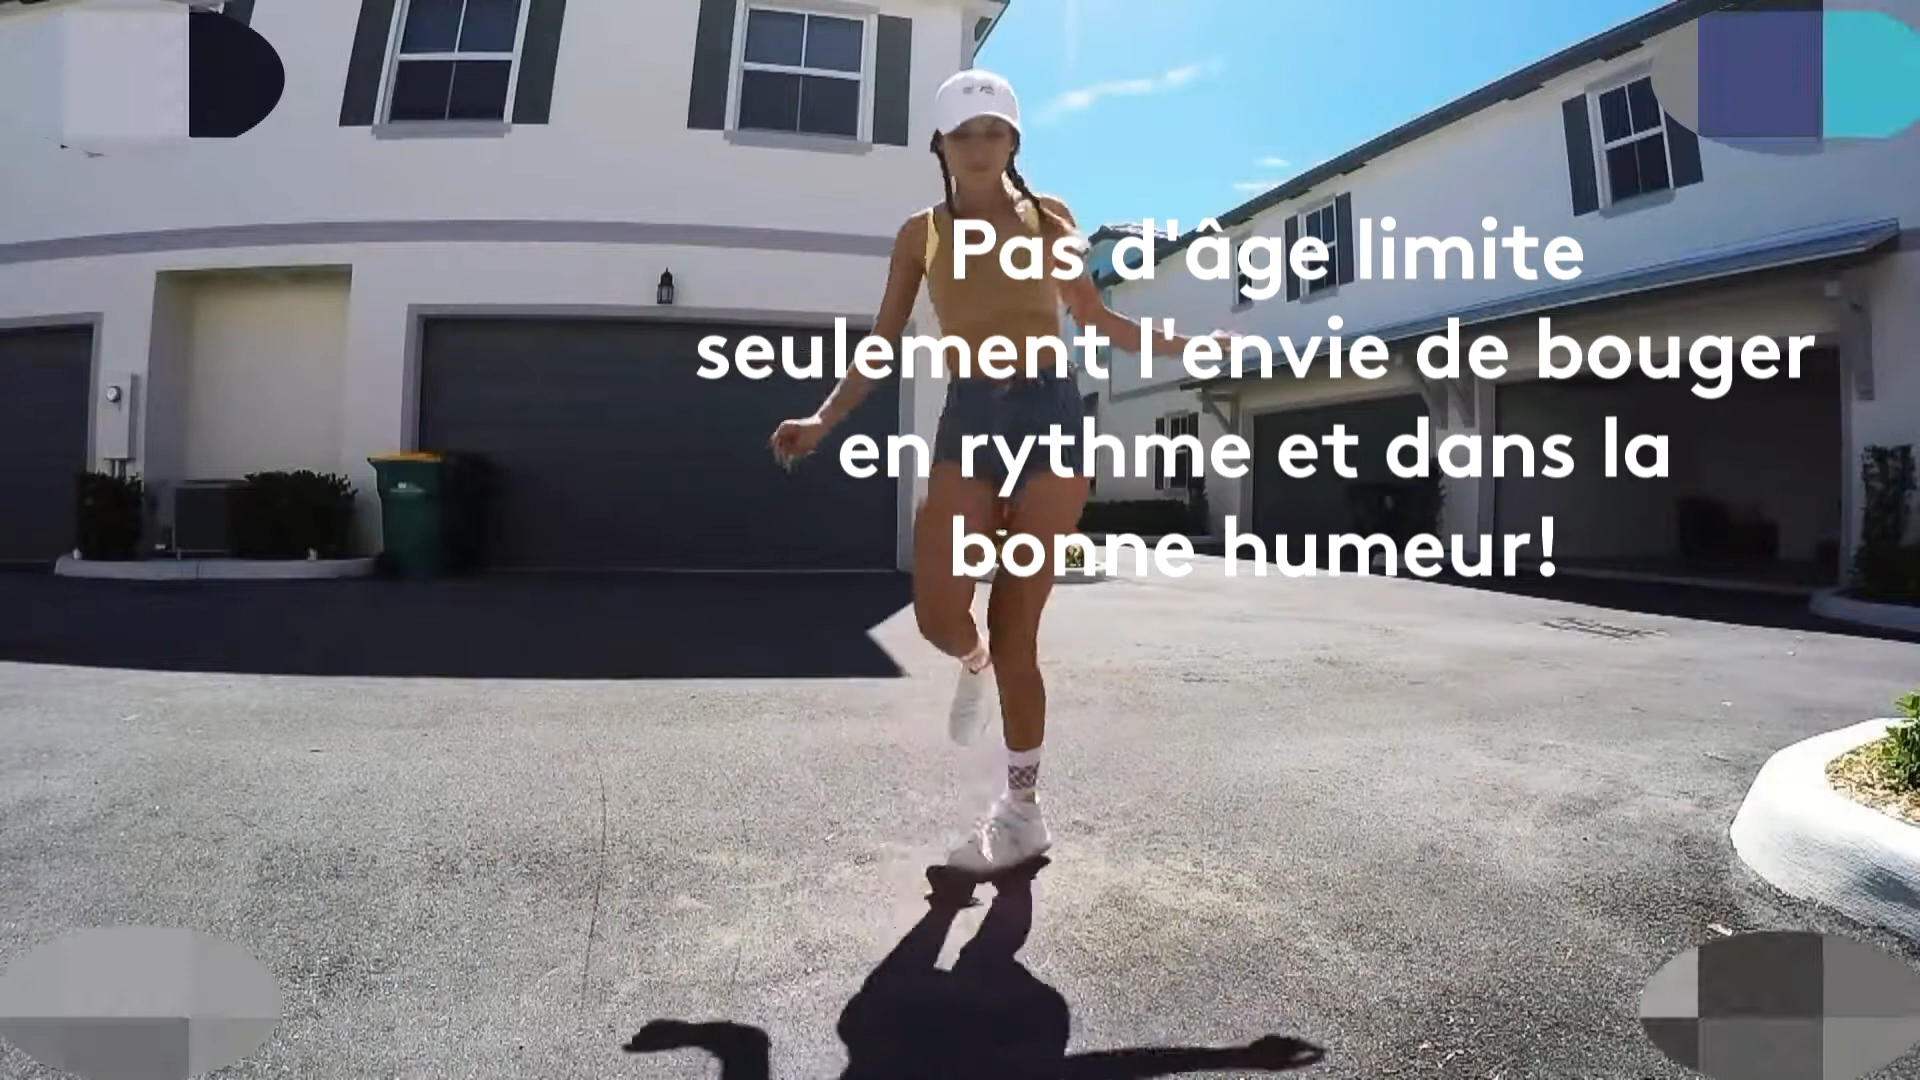 Pas d'âge limite
seulement l'envie de bouger
en rythme et dans la
bonne humeur!